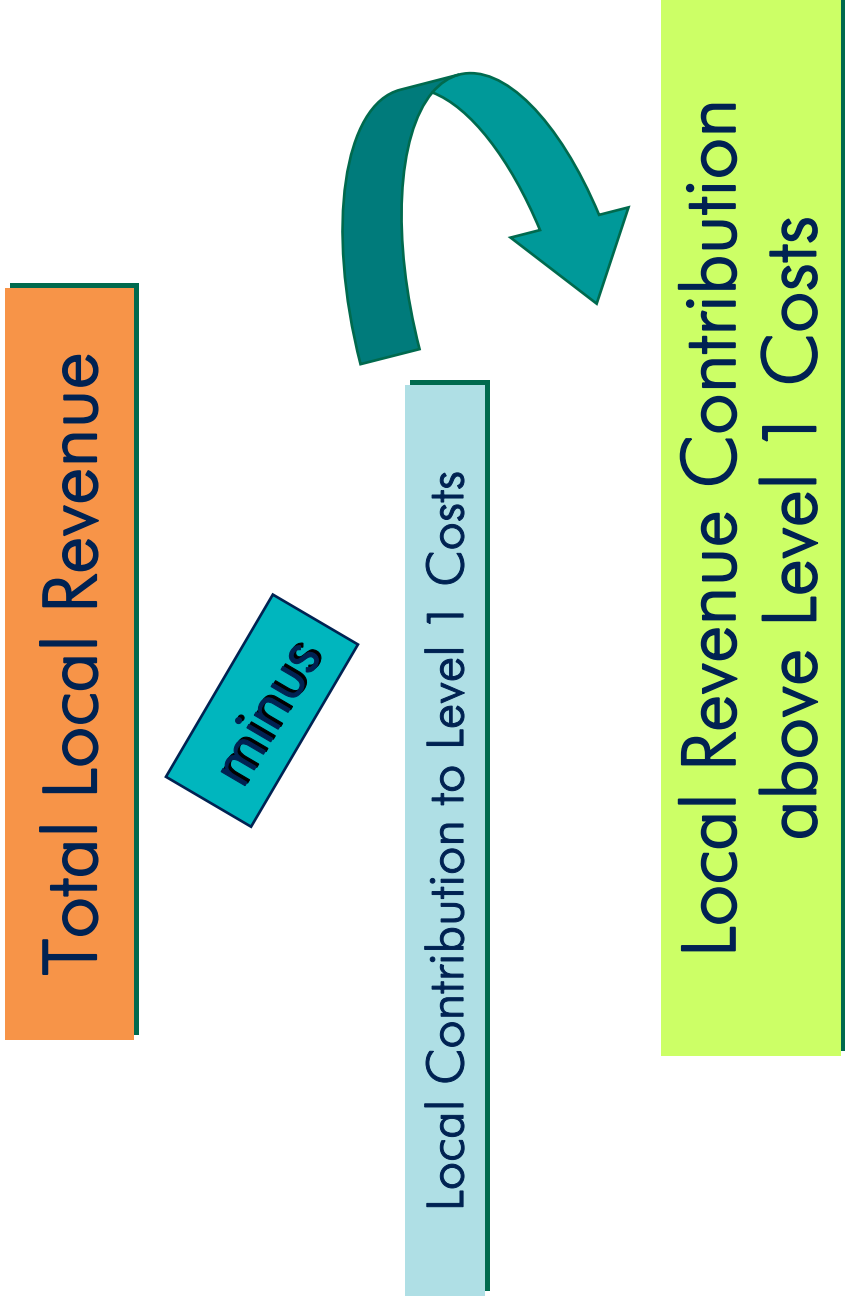 Total Local Revenue
minus
Local Contribution to Level 1 Costs
Local Revenue Contribution
above Level 1 Costs